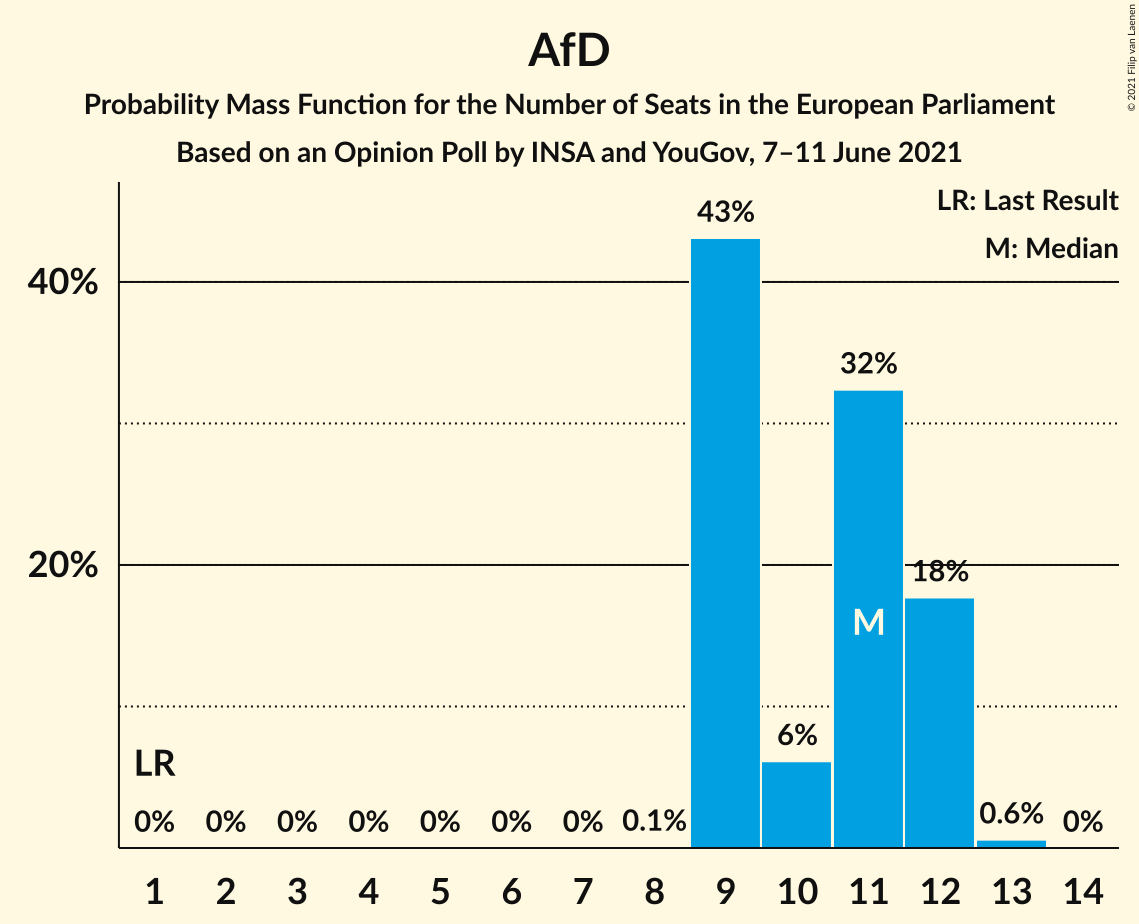 AfD
Probability Mass Function for the Number of Seats in the European Parliament
Based on an Opinion Poll by INSA and YouGov, 7–11 June 2021
© 2021 Filip van Laenen
LR: Last Result
M: Median
43%
40%
32%
20%
18%
M
6%
LR
0% 0% 0% 0% 0% 0% 0% 0.1% 0.6% 0%
1 2 3 4 5 6 7 8 9 10 11 12 13 14